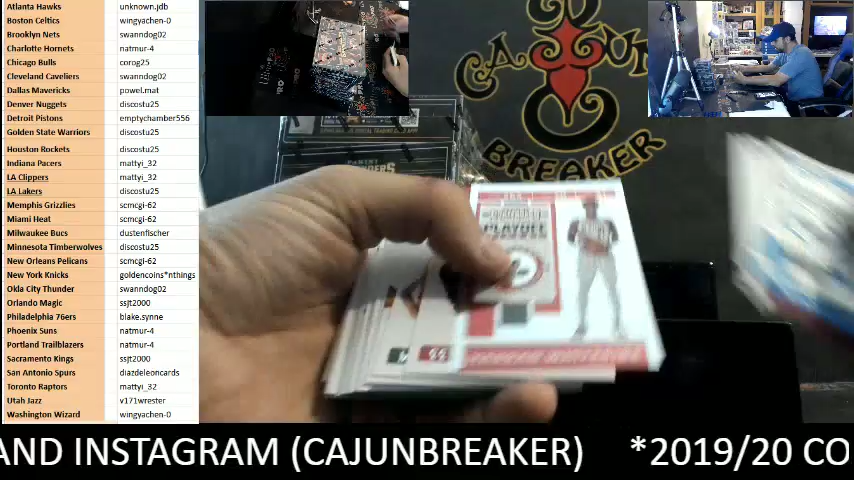 Atlanta Hawks unknown.jdb
Boston Celtics wingyachen-0
Brooklyn Nets swanndog02
Charlotte Hornets natmur-4
Chicago Bulls corog25
Cleveland Cavaliers swanndog02
Dallas Mavericks powel.mat
Denver Nuggets discostu25
Detroit Pistons emptychamber556
Golden State Warriors discostu25
Houston Rockets discostu25
Indiana Pacers mattyi_32
LA Clippers mattyi_32
LA Lakers discostu25
Memphis Grizzlies scmcgi-62
Miami Heat scmcgi-62
Milwaukee Bucs dustenfischer
Minnesota Timberwolves discostu25
New Orleans Pelicans scmcgi-62
New York Knicks goldencoins*nthings
Okla City Thunder swanndog02
Orlando Magic ssjt2000
Philadelphia 76ers blake.synne
Phoenix Suns natmur-4
Portland Trailblazers natmur-4
Sacramento Kings ssjt2000
San Antonio Spurs diazdeleoncards
Toronto Raptors mattyi_32
Utah Jazz v171wrester
Washington Wizard wingyachen-0
CAJUN
BREAKER
PLAYOFF
AND INSTAGRAM (CAJUNBREAKER) *2019/20 CO